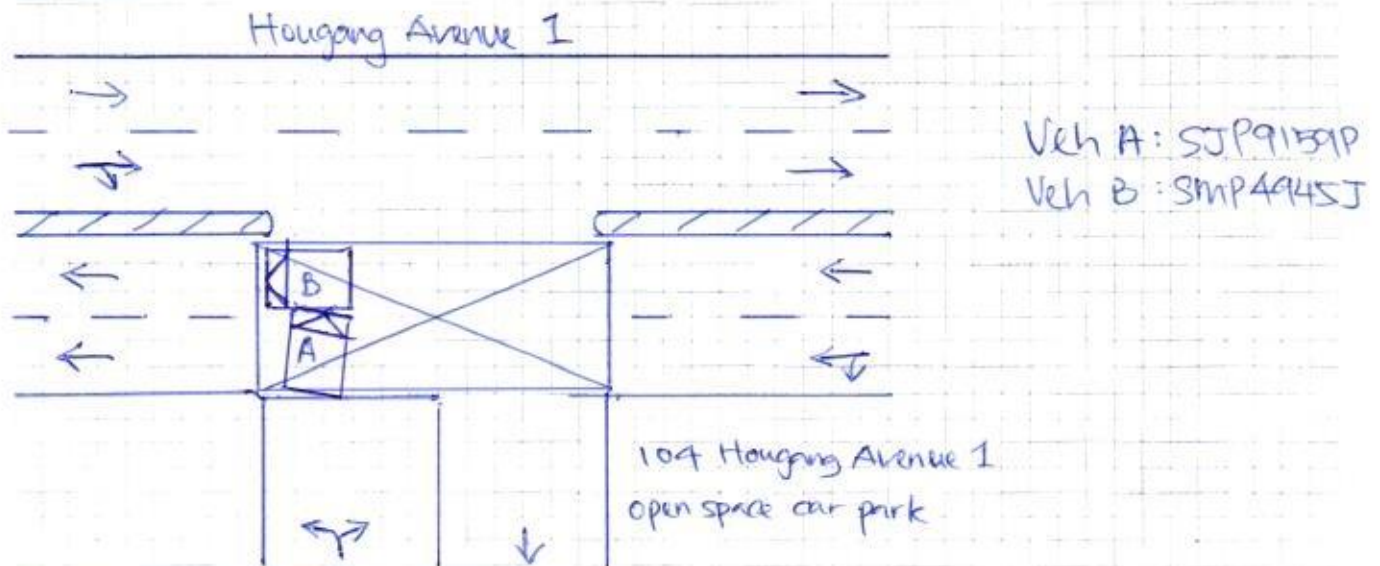 Hougang Avenue 1
Veh A: SJP9159P
Veh B: SMP4945J
B
A
104 Hougang Avenue 1
open space car park